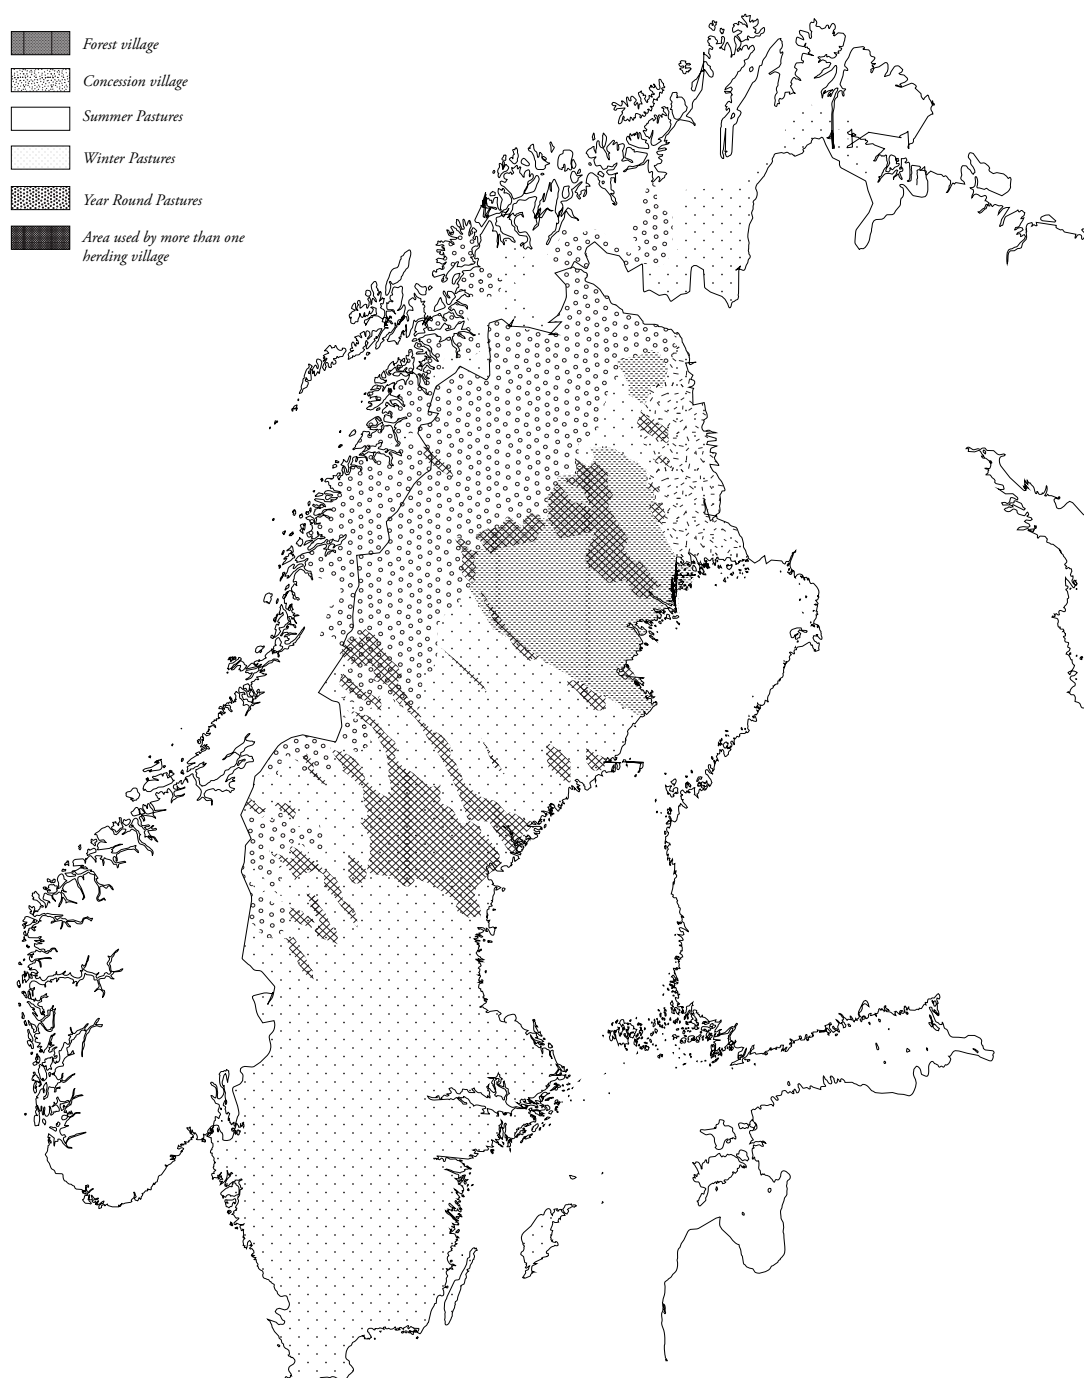 Forest village
Concession village
Summer Pastures
Winter Pastures
Year Round Pastures
Area used by more than one
herding village